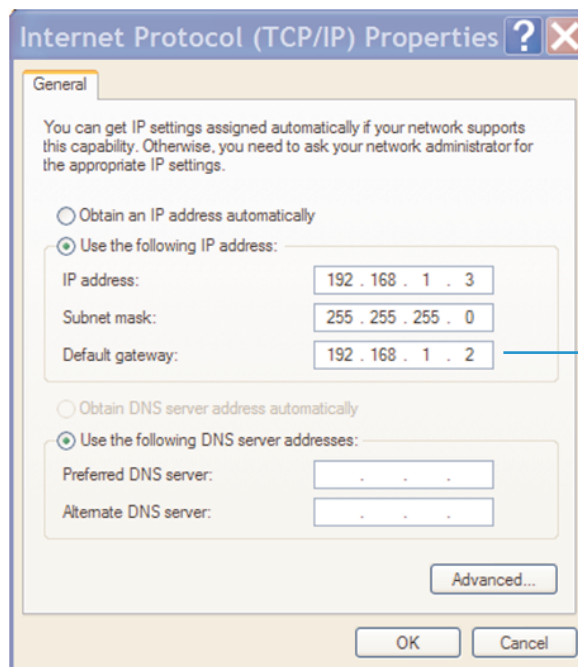 Internet Protocol (TCP/IP) Properties ? X
General
You can get IP settings assigned automatically if your network supports
this capability. Otherwise, you need to ask your network administrator for
the appropriate IP settings.
Obtain an IP address automatically
Use the following IP address:
IP address: 192 . 168 . 1 . 3
Subnet mask: 255 . 255 . 255 . 0
Default gateway: 192 . 168 . 1 . 2
Obtain DNS server address automatically
Use the following DNS server addresses:
Preferred DNS server: . . .
Alternate DNS server: . . .
Advanced...
OK Cancel